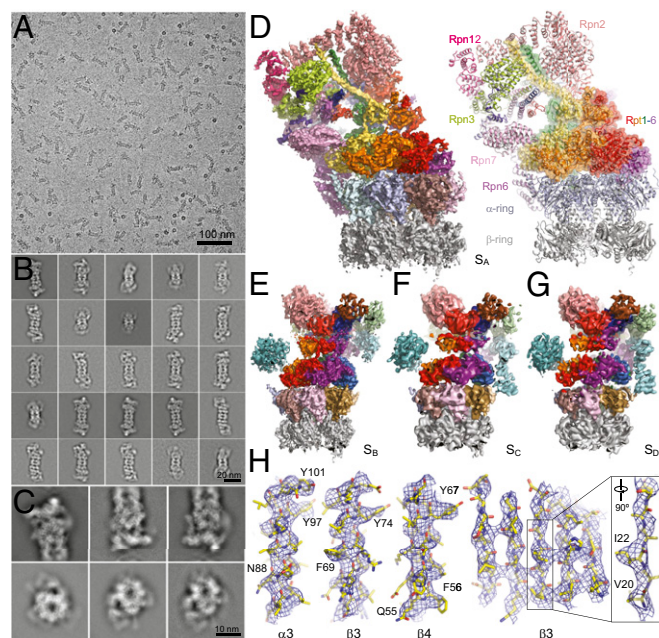 A
100 nm
B
20 nm
C
10 nm
D
Rpn12
Rpn2
Rpn3
Rpt1-6
Rpn7
Rpn6
α-ring
β-ring
SA
E
F
G
SB
SC
SD
H
Y101
Y97
N88
α3
Y74
F69
β3
Y67
F56
Q55
β4
β3
90º
I22
V20